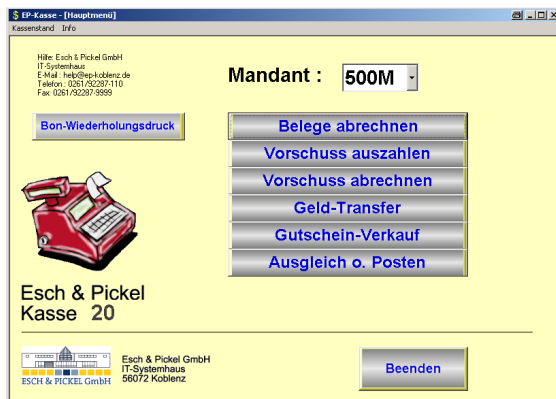 EP-Kasse - [Hauptmenü]
Kassenstand Info
Hilfe: Esch & Pickel GmbH
IT-Systemhaus
E-Mail : help@ep-koblenz.de
Telefon : 0261/92287-110
Fax: 0261/92287-9999
Mandant : 500M
Bon-Wiederholungsdruck
Belege abrechnen
Vorschuss auszahlen
Vorschuss abrechnen
Geld-Transfer
Gutschein-Verkauf
Ausgleich o. Posten
Esch & Pickel
Kasse 20
ESCH & PICKEL GmbH
Esch & Pickel GmbH
IT-Systemhaus
56072 Koblenz
Beenden